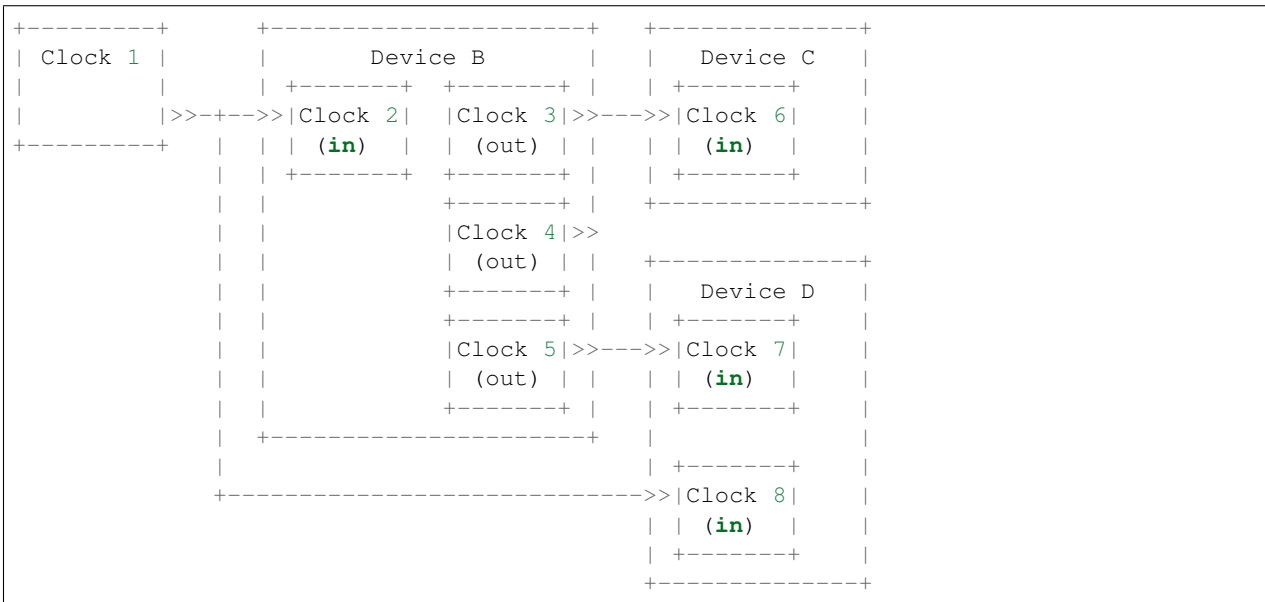 +---------+      +----------------------+    +--------------+
| Clock 1 |      |       Device B       |    |   Device C   |
|         |      | +-------+  +-------+ |    | +-------+    |
|         |>>-+-->>|Clock 2|  |Clock 3|>>--->>|Clock 6|    |
+---------+   |  | | (in)  |  | (out) | |    | | (in)  |    |
              |  | +-------+  +-------+ |    | +-------+    |
              |  |            +-------+ |    +--------------+
              |  |            |Clock 4|>>
              |  |            | (out) | |    +--------------+
              |  |            +-------+ |    |   Device D   |
              |  |            +-------+ |    | +-------+    |
              |  |            |Clock 5|>>--->>|Clock 7|    |
              |  |            | (out) | |    | | (in)  |    |
              |  |            +-------+ |    | +-------+    |
              |  +----------------------+    |              |
              |                              | +-------+    |
              +----------------------------->>|Clock 8|    |
                                             | | (in)  |    |
                                             | +-------+    |
                                             +--------------+